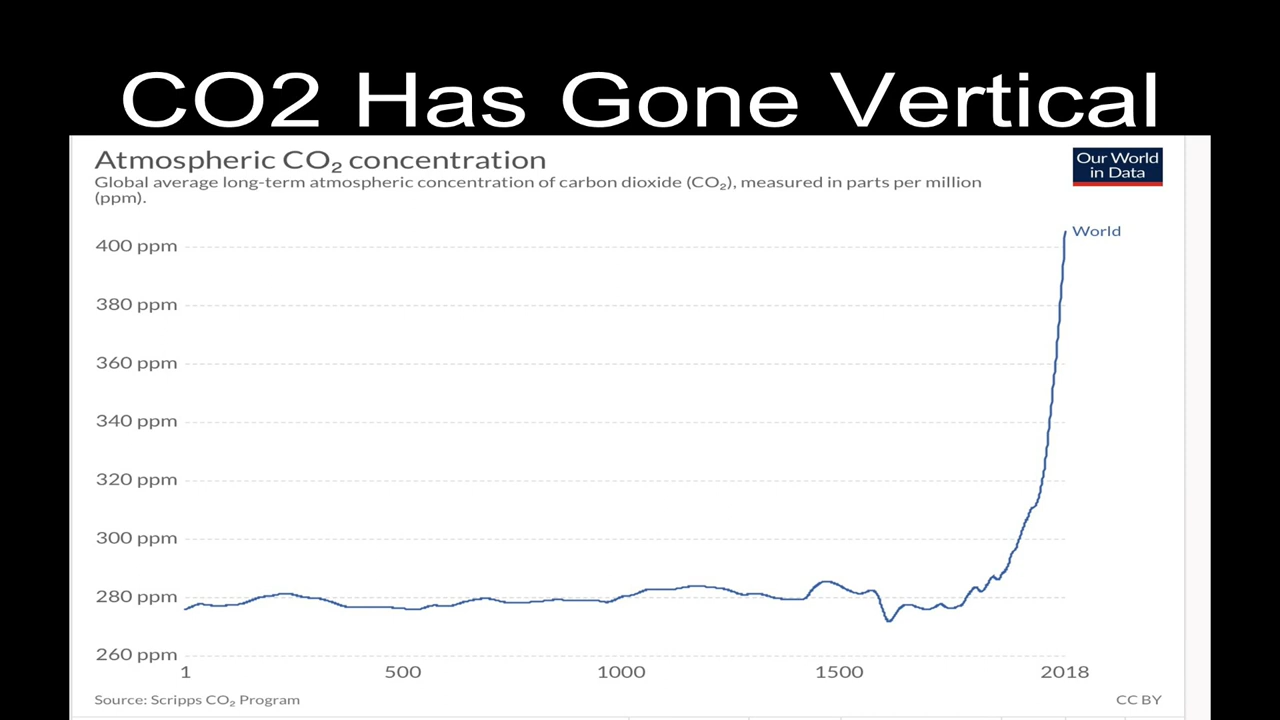 CO2 Has Gone Vertical
Atmospheric CO₂ concentration
Our World
in Data
Global average long-term atmospheric concentration of carbon dioxide (CO₂), measured in parts per million
(ppm).
World
400 ppm
380 ppm
360 ppm
340 ppm
320 ppm
300 ppm
280 ppm
260 ppm
1 500 1000 1500 2018
Source: Scripps CO₂ Program CC BY